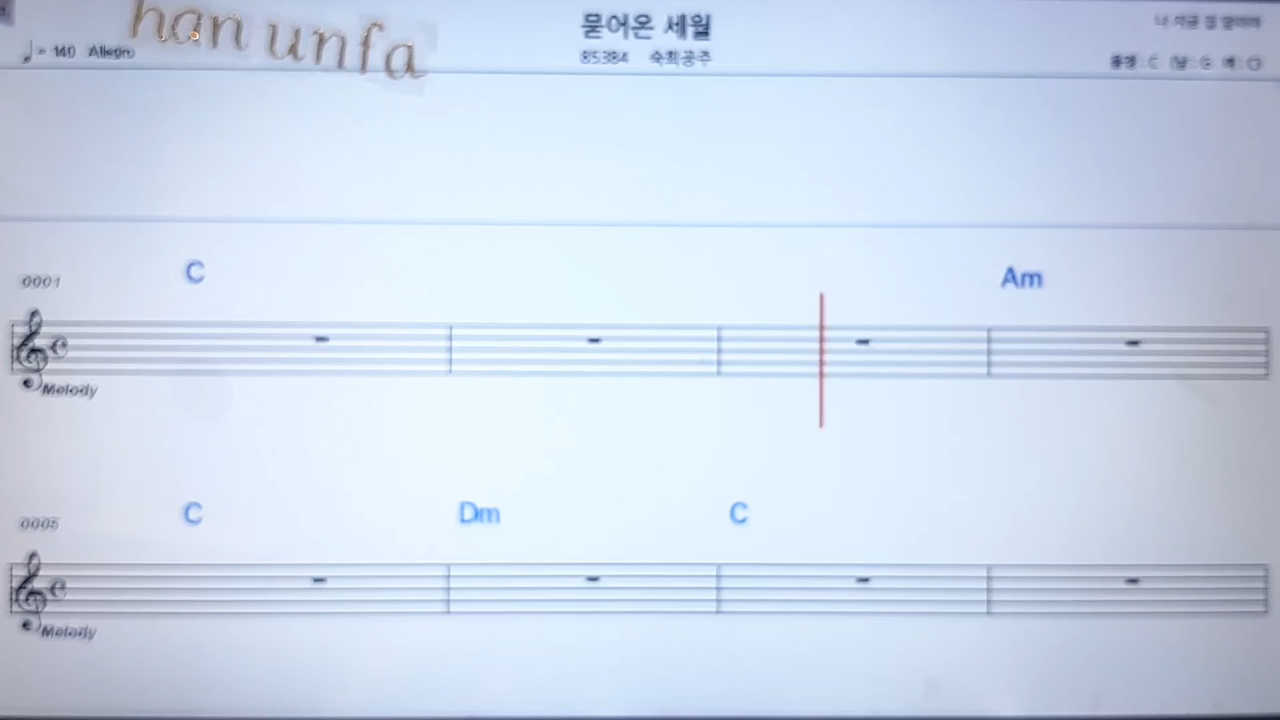 han unfa
묻어온 세월
= 140 Allegro
85384 숙희공주
C Am
0001
Melody
C Dm C
0005
Melody